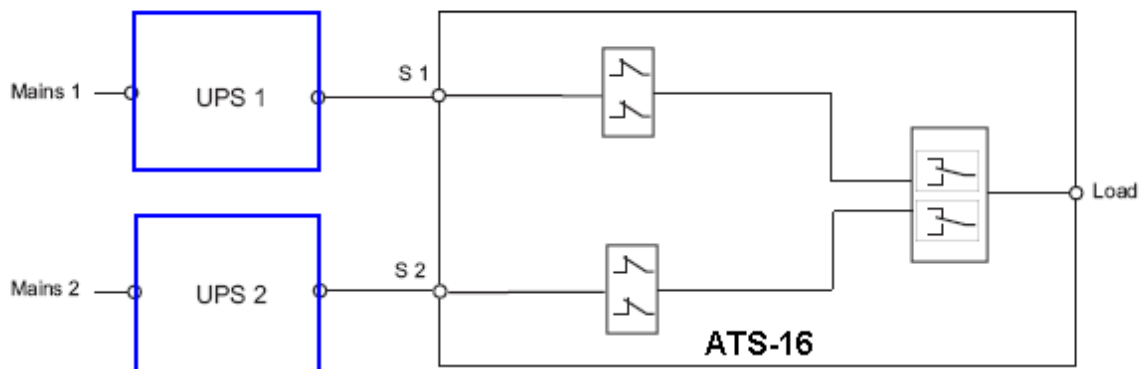 Mains 1
UPS 1
S 1
Load
Mains 2
UPS 2
S 2
ATS-16